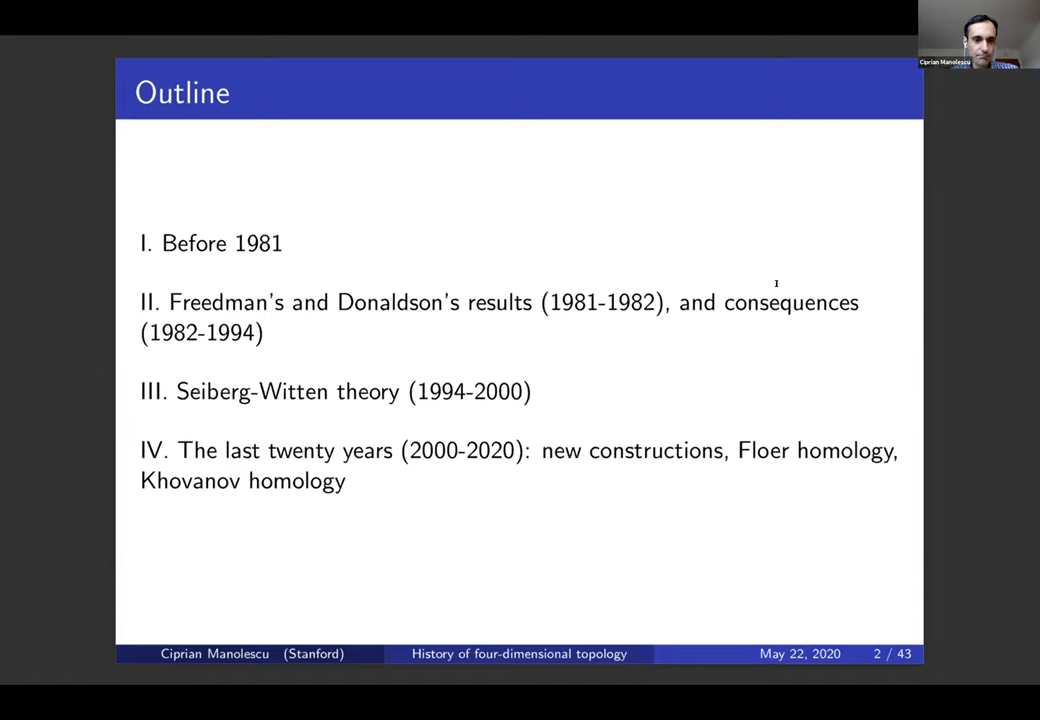 Ciprian Manolescu
Outline
I. Before 1981
II. Freedman's and Donaldson's results (1981-1982), and consequences
(1982-1994)
III. Seiberg-Witten theory (1994-2000)
IV. The last twenty years (2000-2020): new constructions, Floer homology,
Khovanov homology
Ciprian Manolescu (Stanford) History of four-dimensional topology May 22, 2020 2 / 43